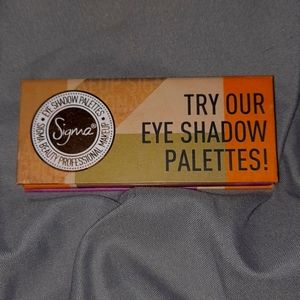 TRY OUR
EYE SHADOW
PALETTES!
• EYE SHADOW PALETTES •
SIGMA BEAUTY PROFESSIONAL MAKEUP
Sigma